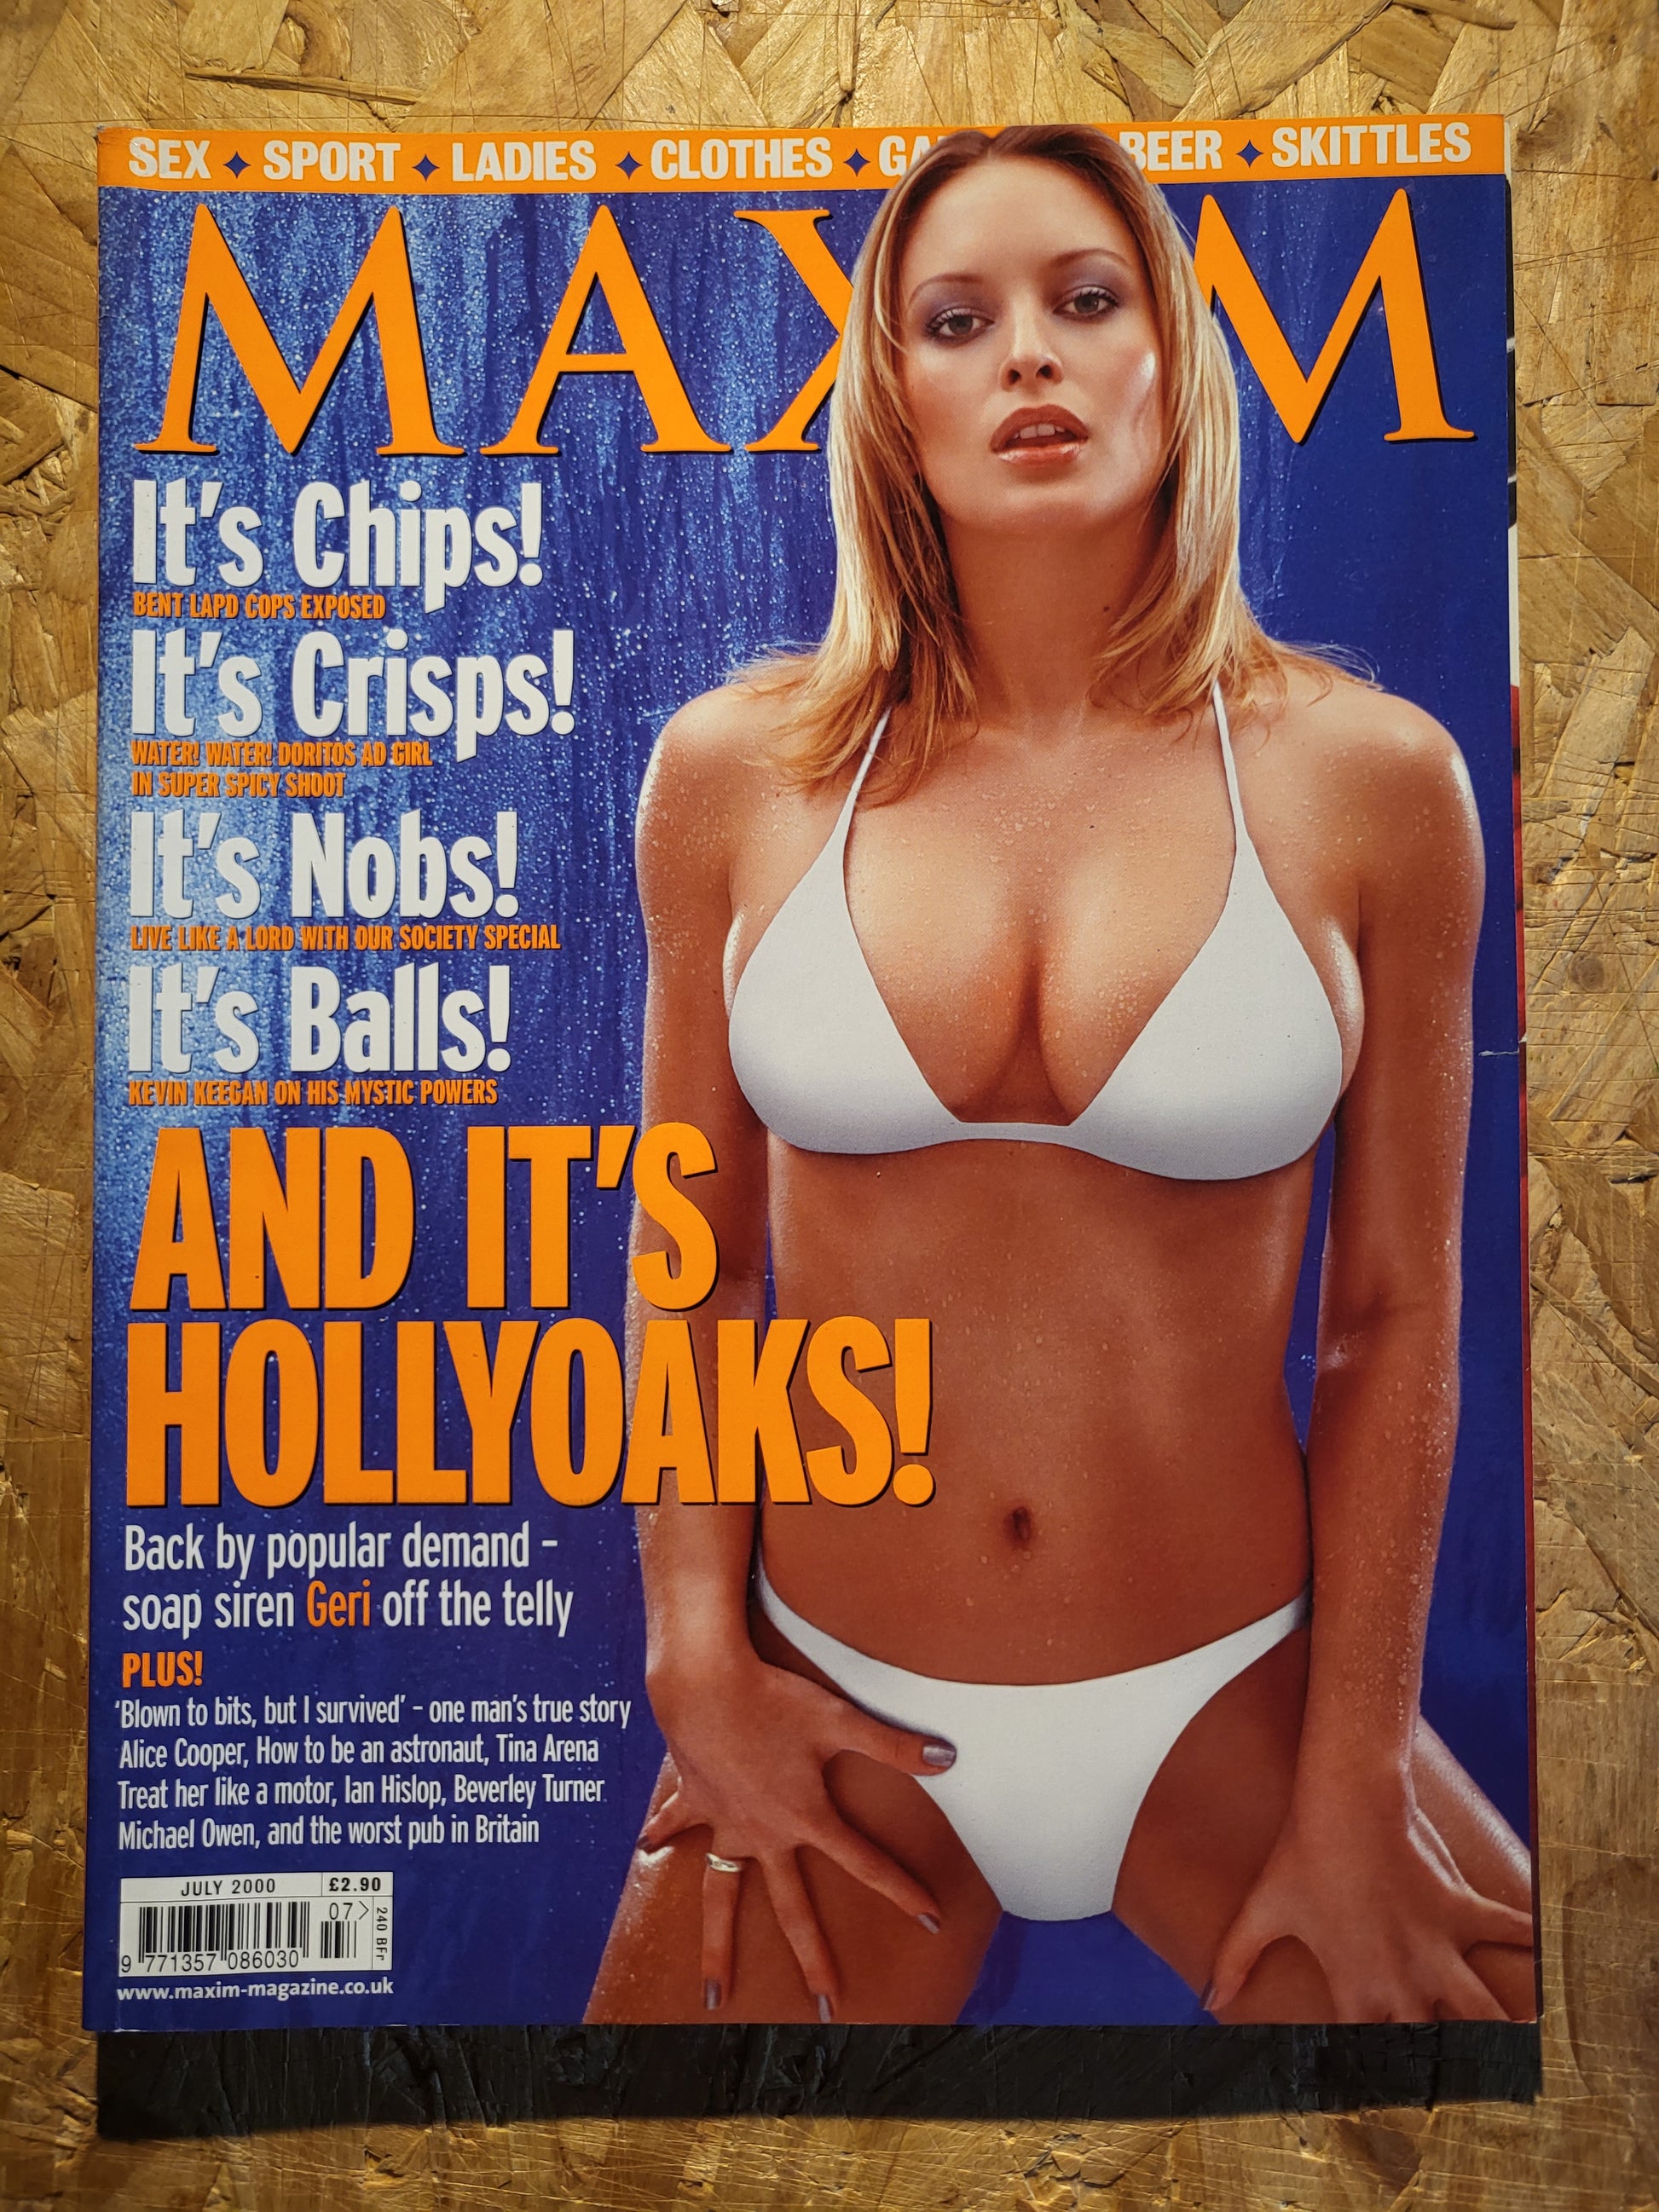 SEX ✦ SPORT ✦ LADIES ✦ CLOTHES ✦ GA BEER ✦ SKITTLES
MAXIM
It's Chips!
BENT LAPD COPS EXPOSED
It's Crisps!
WATER! WATER! DORITOS AD GIRL
IN SUPER SPICY SHOOT
It's Nobs!
LIVE LIKE A LORD WITH OUR SOCIETY SPECIAL
It's Balls!
KEVIN KEEGAN ON HIS MYSTIC POWERS
AND IT'S
HOLLYOAKS!
Back by popular demand –
soap siren Geri off the telly
PLUS!
'Blown to bits, but I survived' – one man's true story
Alice Cooper, How to be an astronaut, Tina Arena
Treat her like a motor, Ian Hislop, Beverley Turner
Michael Owen, and the worst pub in Britain
JULY 2000 £2.90
07>
240 BFr
9 771357 086030
www.maxim-magazine.co.uk